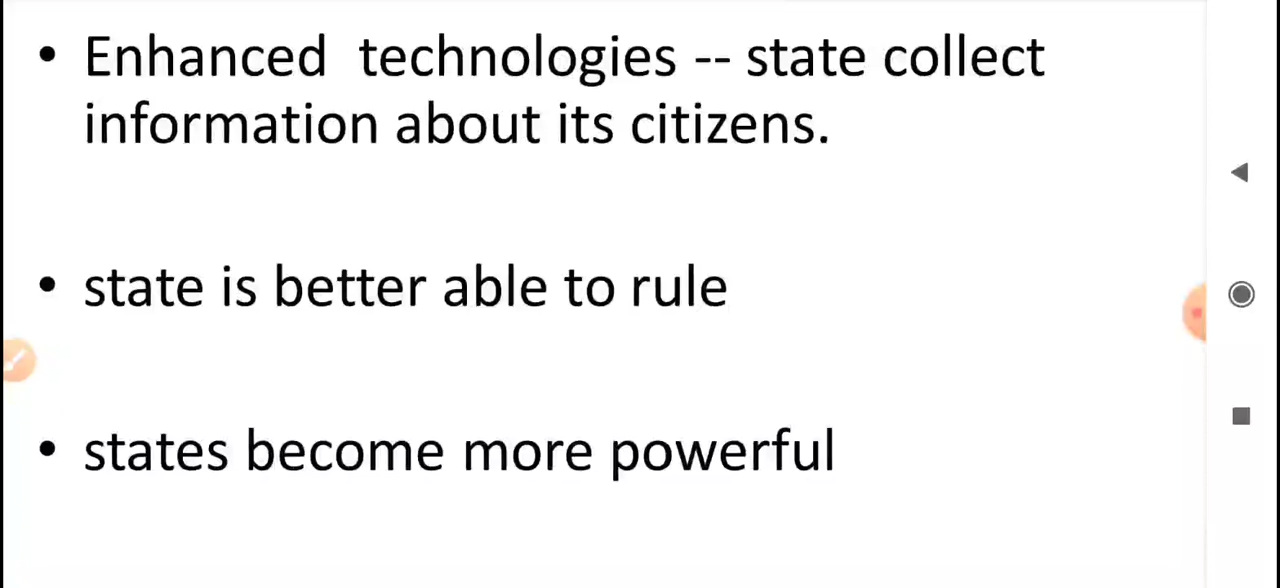 • Enhanced technologies -- state collect
information about its citizens.
• state is better able to rule
• states become more powerful